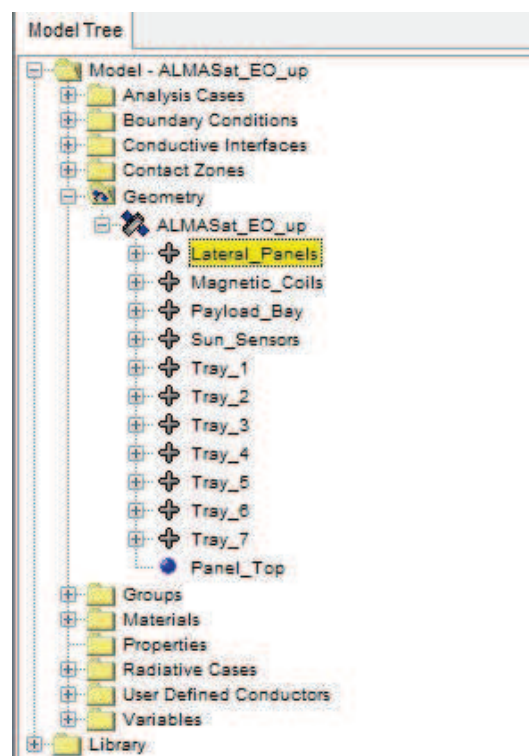 Model Tree
Model - ALMASat_EO_up
Analysis Cases
Boundary Conditions
Conductive Interfaces
Contact Zones
Geometry
ALMASat_EO_up
Lateral_Panels
Magnetic_Coils
Payload_Bay
Sun_Sensors
Tray_1
Tray_2
Tray_3
Tray_4
Tray_5
Tray_6
Tray_7
Panel_Top
Groups
Materials
Properties
Radiative Cases
User Defined Conductors
Variables
Library